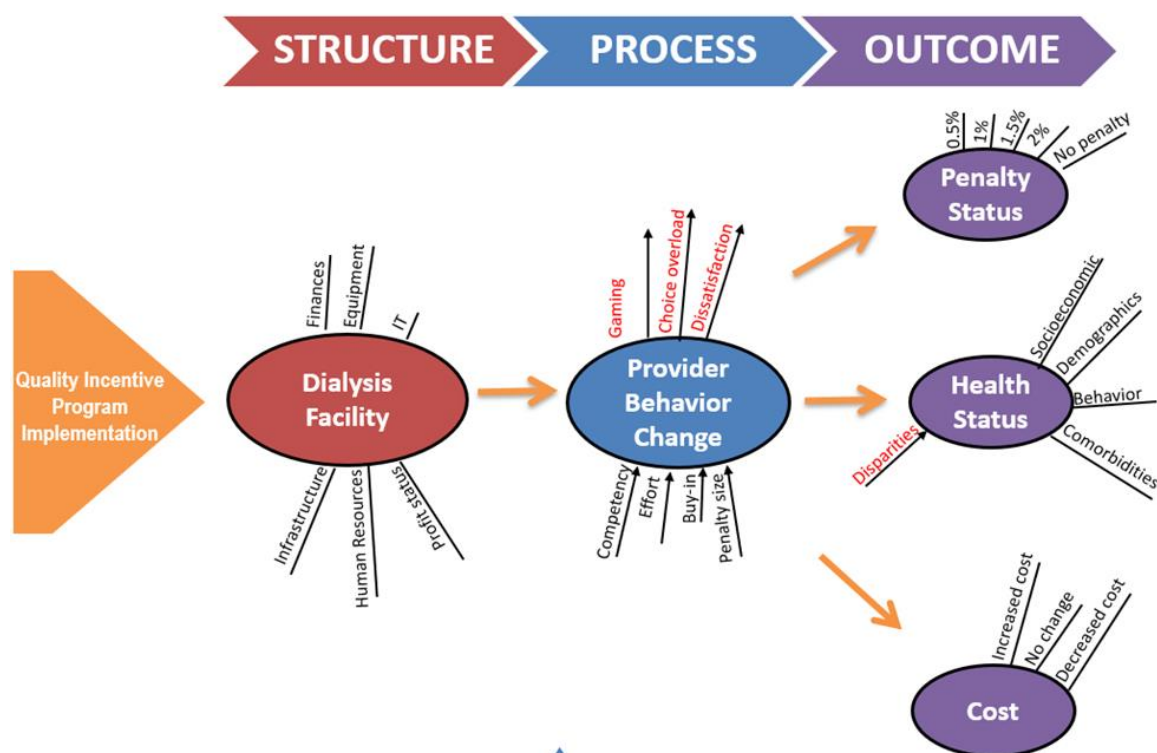 STRUCTURE
PROCESS
OUTCOME
0.5%
1%
1.5%
2%
No penalty
Penalty
Status
Finances
Equipment
IT
Gaming
Choice overload
Dissatisfaction
Quality Incentive
Program
Implementation
Dialysis
Facility
Provider
Behavior
Change
Socioeconomic
Demographics
Behavior
Comorbidities
Disparities
Health
Status
Infrastructure
Human Resources
Profit status
Competency
Effort
Buy-in
Penalty size
Increased cost
No change
Decreased cost
Cost